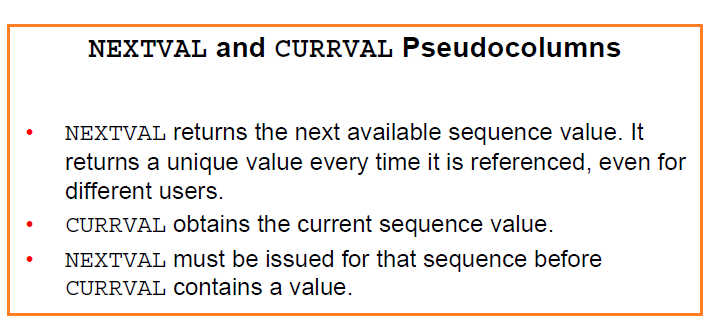 NEXTVAL and CURRVAL Pseudocolumns
• NEXTVAL returns the next available sequence value. It
returns a unique value every time it is referenced, even for
different users.
• CURRVAL obtains the current sequence value.
• NEXTVAL must be issued for that sequence before
CURRVAL contains a value.